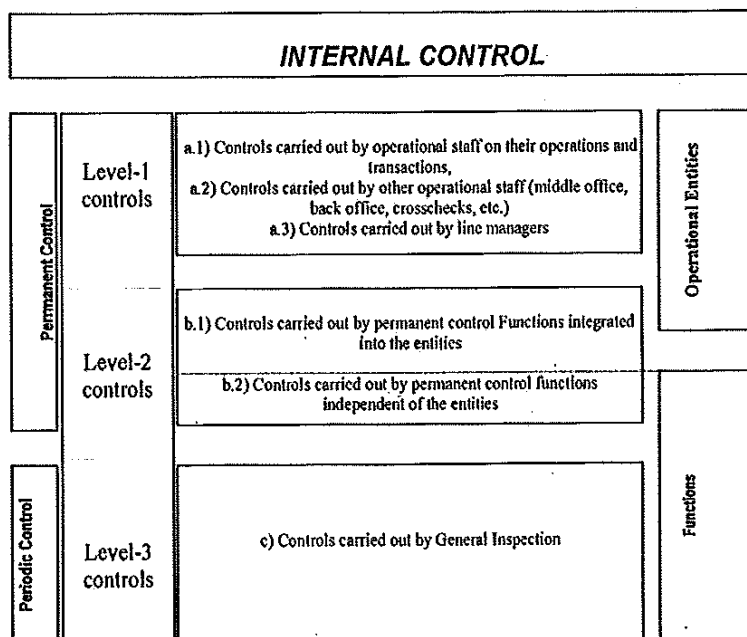 INTERNAL CONTROL
Permanent Control
Level-1
controls
a.1) Controls carried out by operational staff on their operations and
transactions,
a.2) Controls carried out by other operational staff (middle office,
back office, crosschecks, etc.)
a.3) Controls carried out by line managers
Operational Entities
Level-2
controls
b.1) Controls carried out by permanent control Functions integrated
into the entities
b.2) Controls carried out by permanent control functions
independent of the entities
Functions
Periodic Control
Level-3
controls
c) Controls carried out by General Inspection